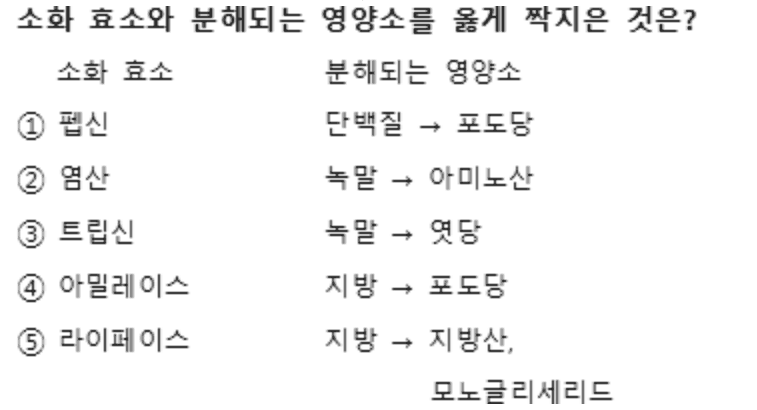 소화 효소와 분해되는 영양소를 옳게 짝지은 것은?
소화 효소 분해되는 영양소
① 펩신 단백질 → 포도당
② 염산 녹말 → 아미노산
③ 트립신 녹말 → 엿당
④ 아밀레이스 지방 → 포도당
⑤ 라이페이스 지방 → 지방산,
모노글리세리드